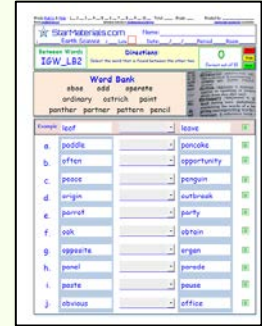 StarMaterials.com Name:
Earth Science Date: Period Room
Between Words Directions 0
IGW_LB2 Select the word that is found between the other two
Word Bank
oboe odd operate
ordinary ostrich paint
panther partner pattern pencil
Example leaf leave
a. paddle pancake
b. often opportunity
c. peace penguin
d. origin outbreak
e. parrot party
f. oak obtain
g. opposite organ
h. panel parade
i. paste pause
j. obvious office